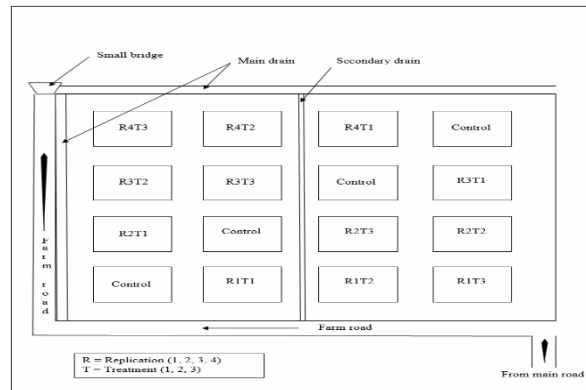 Small bridge
Main drain
Secondary drain
R4T3 R4T2 R4T1 Control
R3T2 R3T3 Control R3T1
R2T1 Control R2T3 R2T2
Control R1T1 R1T2 R1T3
Farm road
Farm road
R = Replication (1, 2, 3, 4)
T = Treatment (1, 2, 3)
From main road